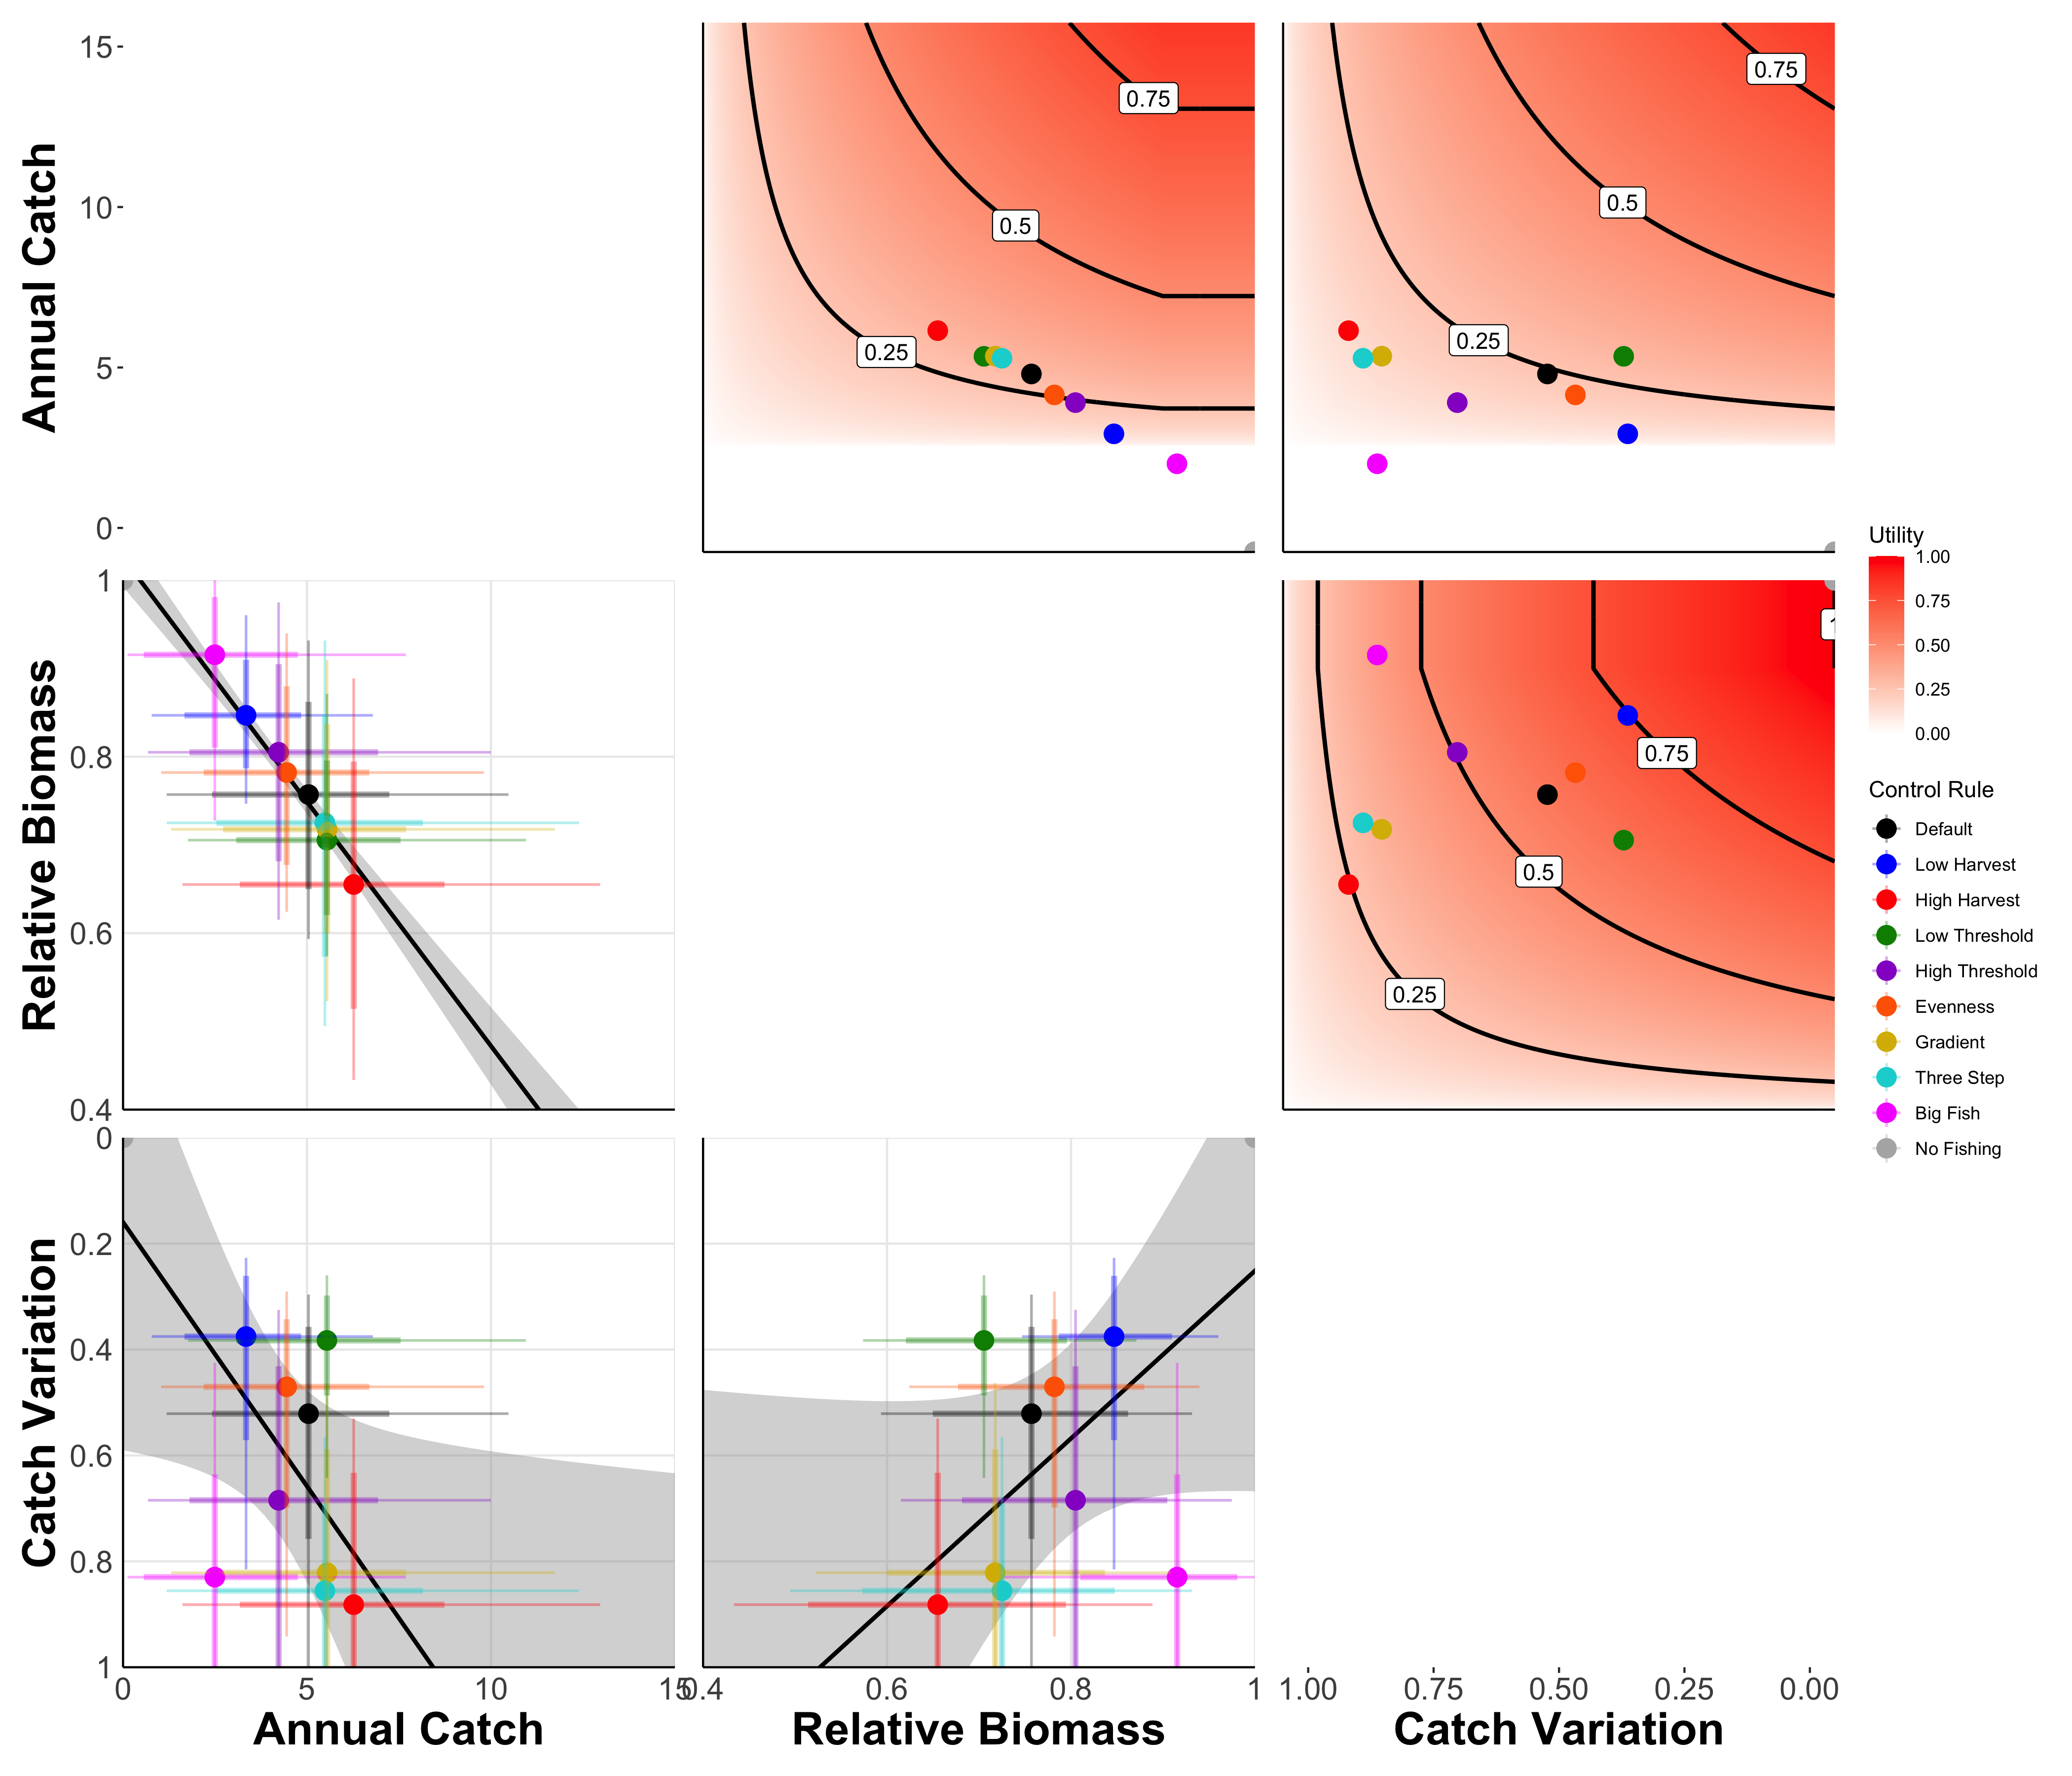 Annual Catch
15
10
5
0
0.75
0.5
0.25
0.75
0.5
0.25
Utility
1.00
0.75
0.50
0.25
0.00
Relative Biomass
1
0.8
0.6
0.4
1
0.75
0.5
0.25
Control Rule
Default
Low Harvest
High Harvest
Low Threshold
High Threshold
Evenness
Gradient
Three Step
Big Fish
No Fishing
Catch Variation
0
0.2
0.4
0.6
0.8
1
0 5 10 15
0.4 0.6 0.8 1
1.00 0.75 0.50 0.25 0.00
Annual Catch
Relative Biomass
Catch Variation